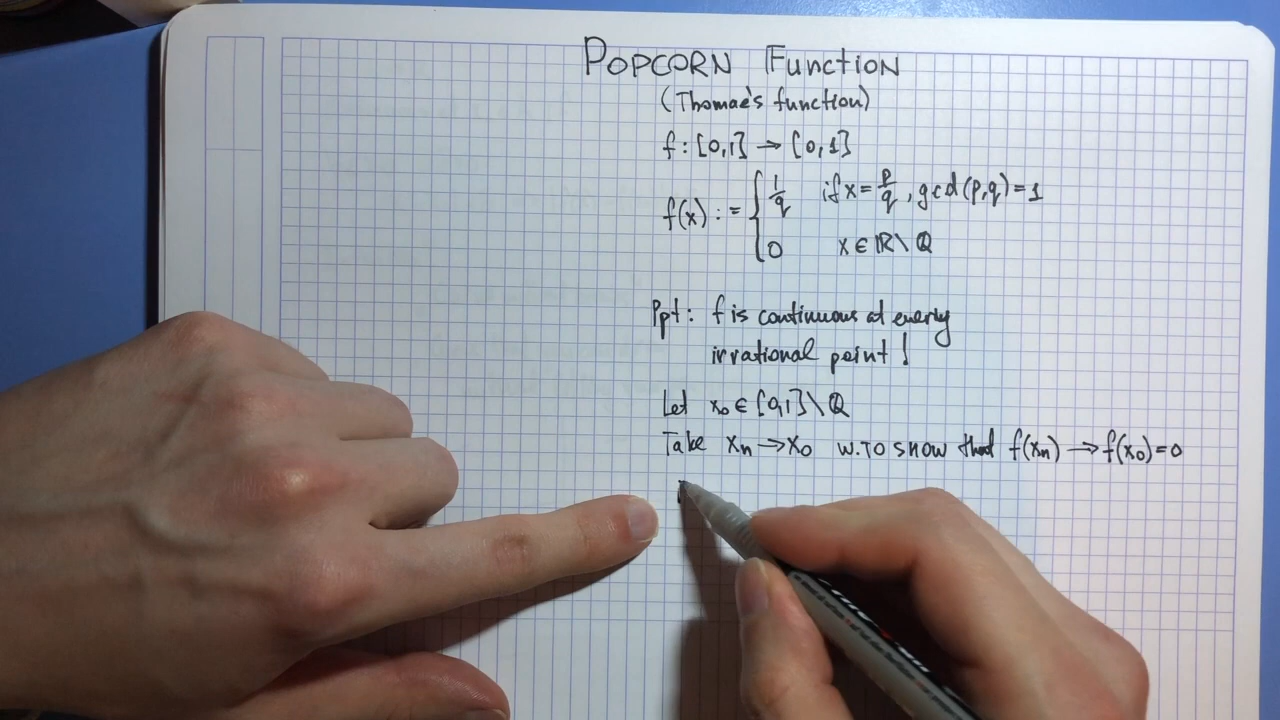 POPCORN Function
(Thomae's function)
f : [0,1] → [0,1]
f(x) := { 1/q if x = p/q , gcd(p,q) = 1
0 x ∈ ℝ \ ℚ
Ppt : f is continuous at every
irrational point !
Let x₀ ∈ [0,1] \ ℚ
Take xₙ → x₀ w.to show that f(xₙ) → f(x₀) = 0